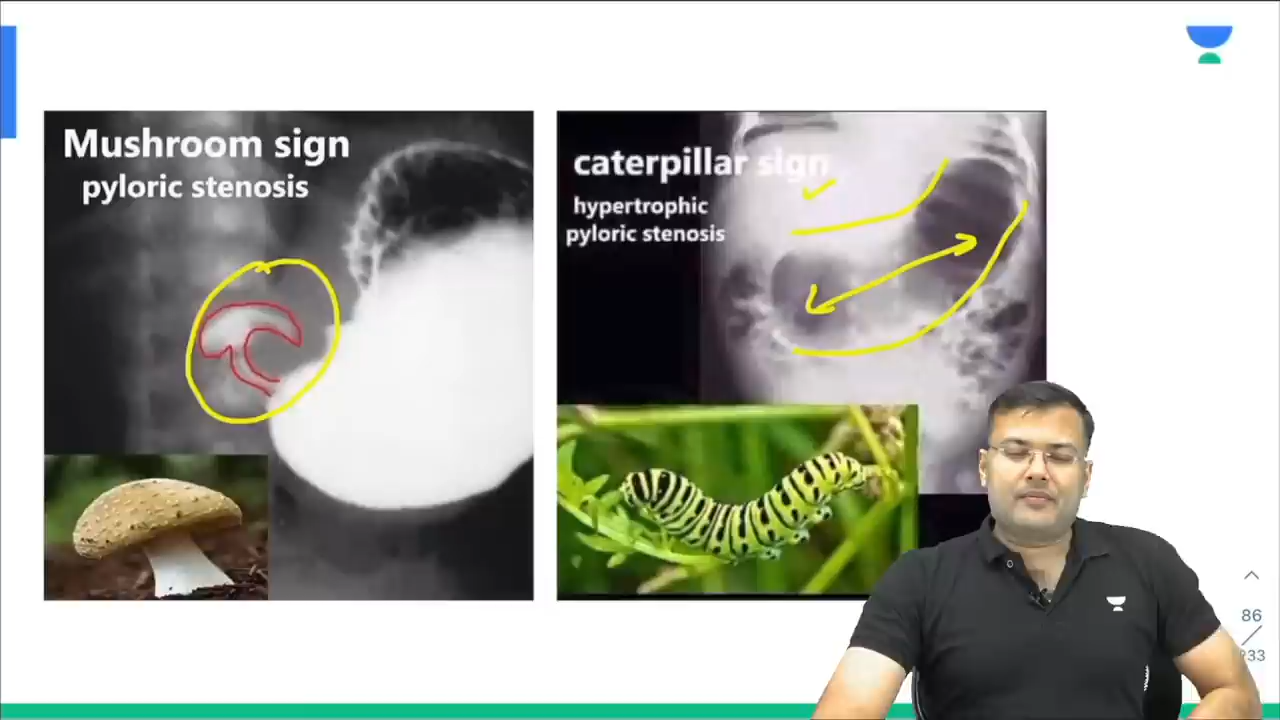 Mushroom sign
pyloric stenosis
caterpillar sign
hypertrophic
pyloric stenosis
86